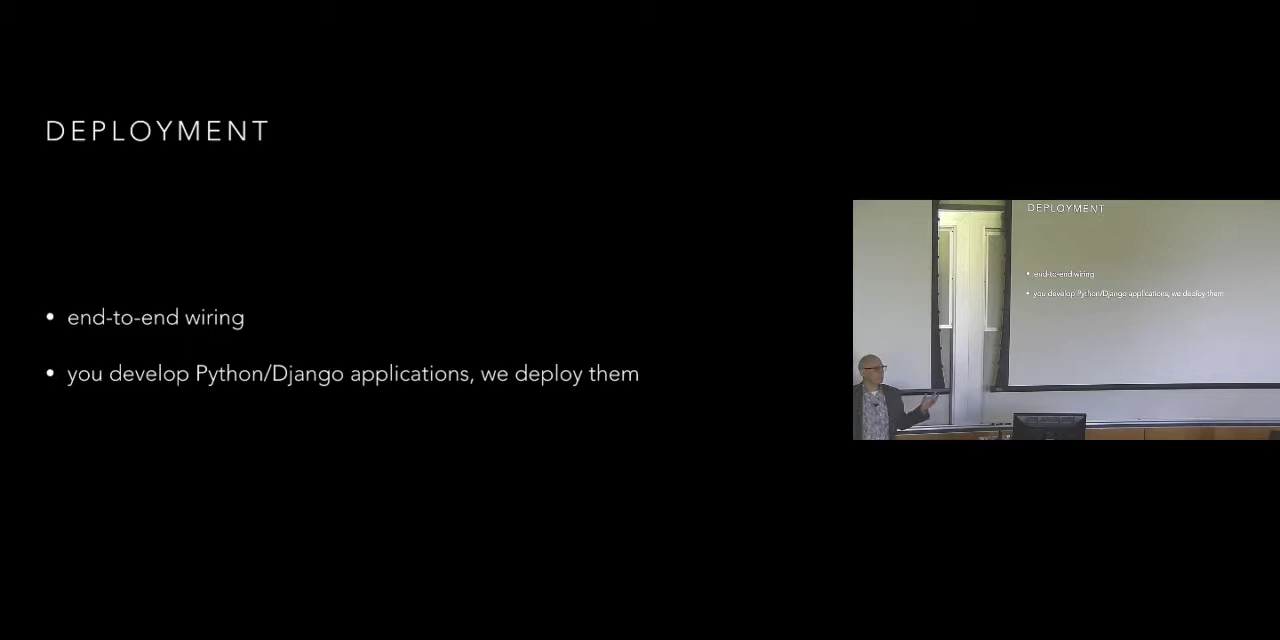 DEPLOYMENT
• end-to-end wiring
• you develop Python/Django applications, we deploy them
DEPLOYMENT
• end-to-end wiring
• you develop Python/Django applications, we deploy them